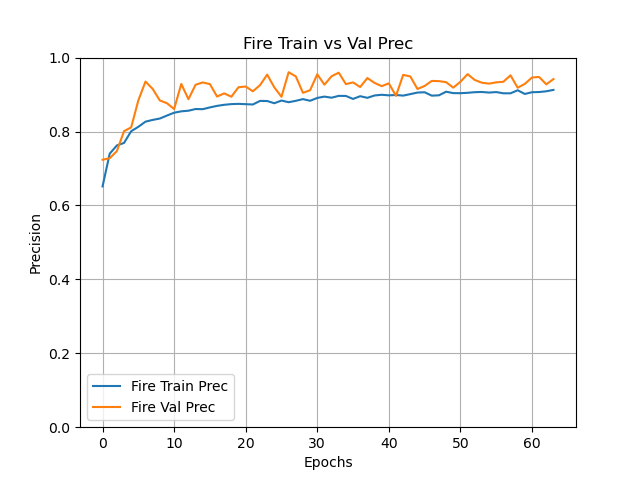 Fire Train vs Val Prec
1.0
0.8
0.6
0.4
0.2
0.0
Precision
Fire Train Prec
Fire Val Prec
0 10 20 30 40 50 60
Epochs